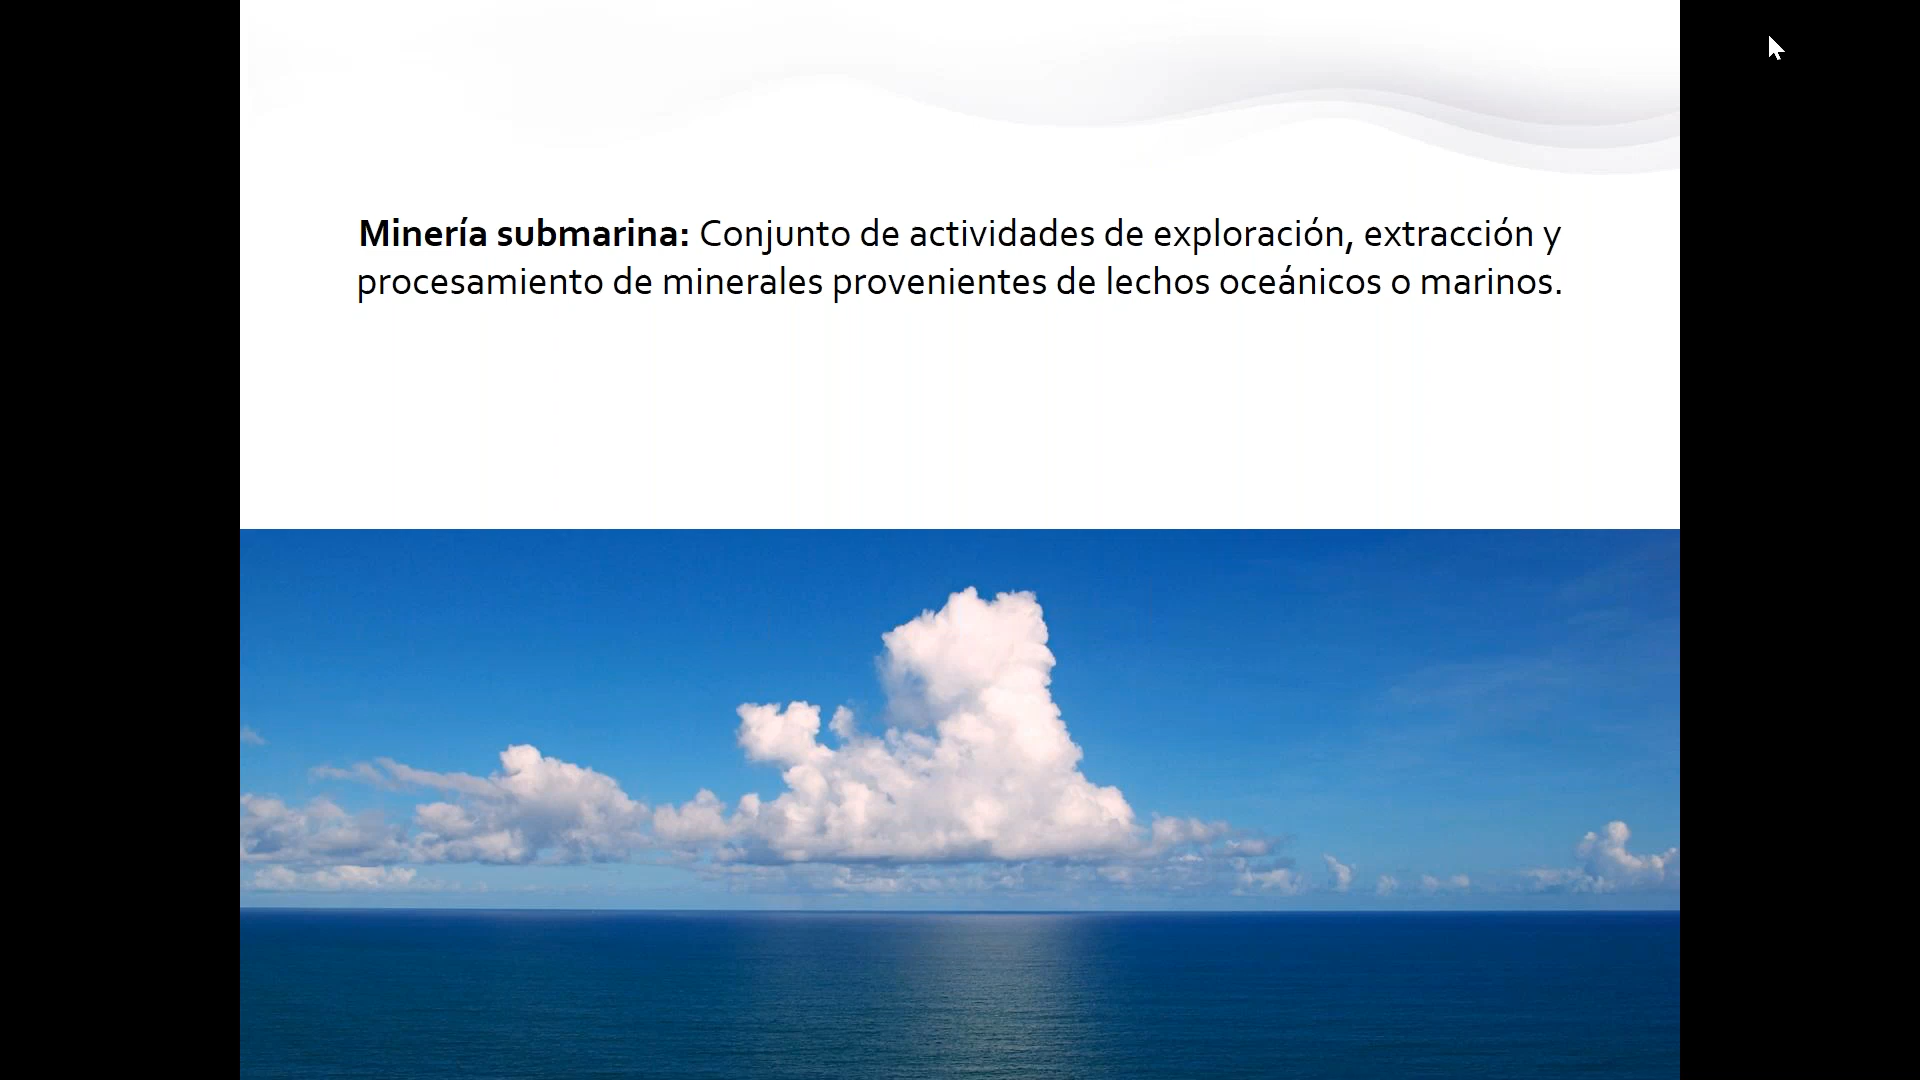 Minería submarina: Conjunto de actividades de exploración, extracción y
procesamiento de minerales provenientes de lechos oceánicos o marinos.